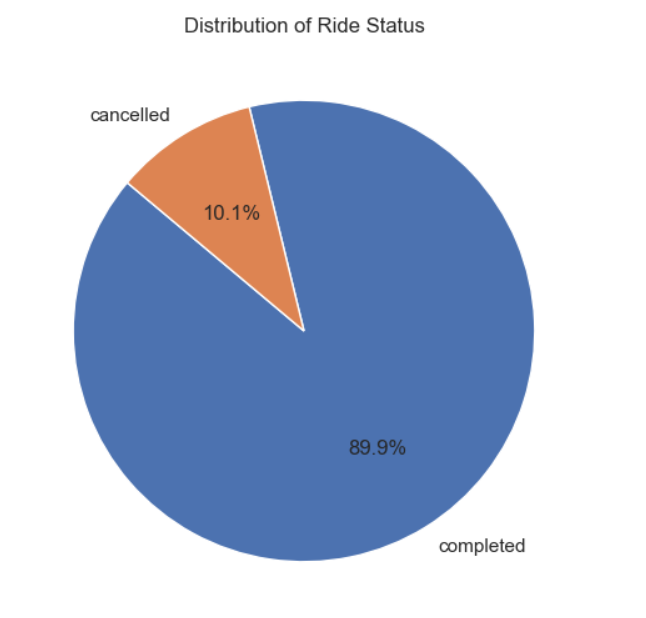 Distribution of Ride Status
cancelled
10.1%
89.9%
completed